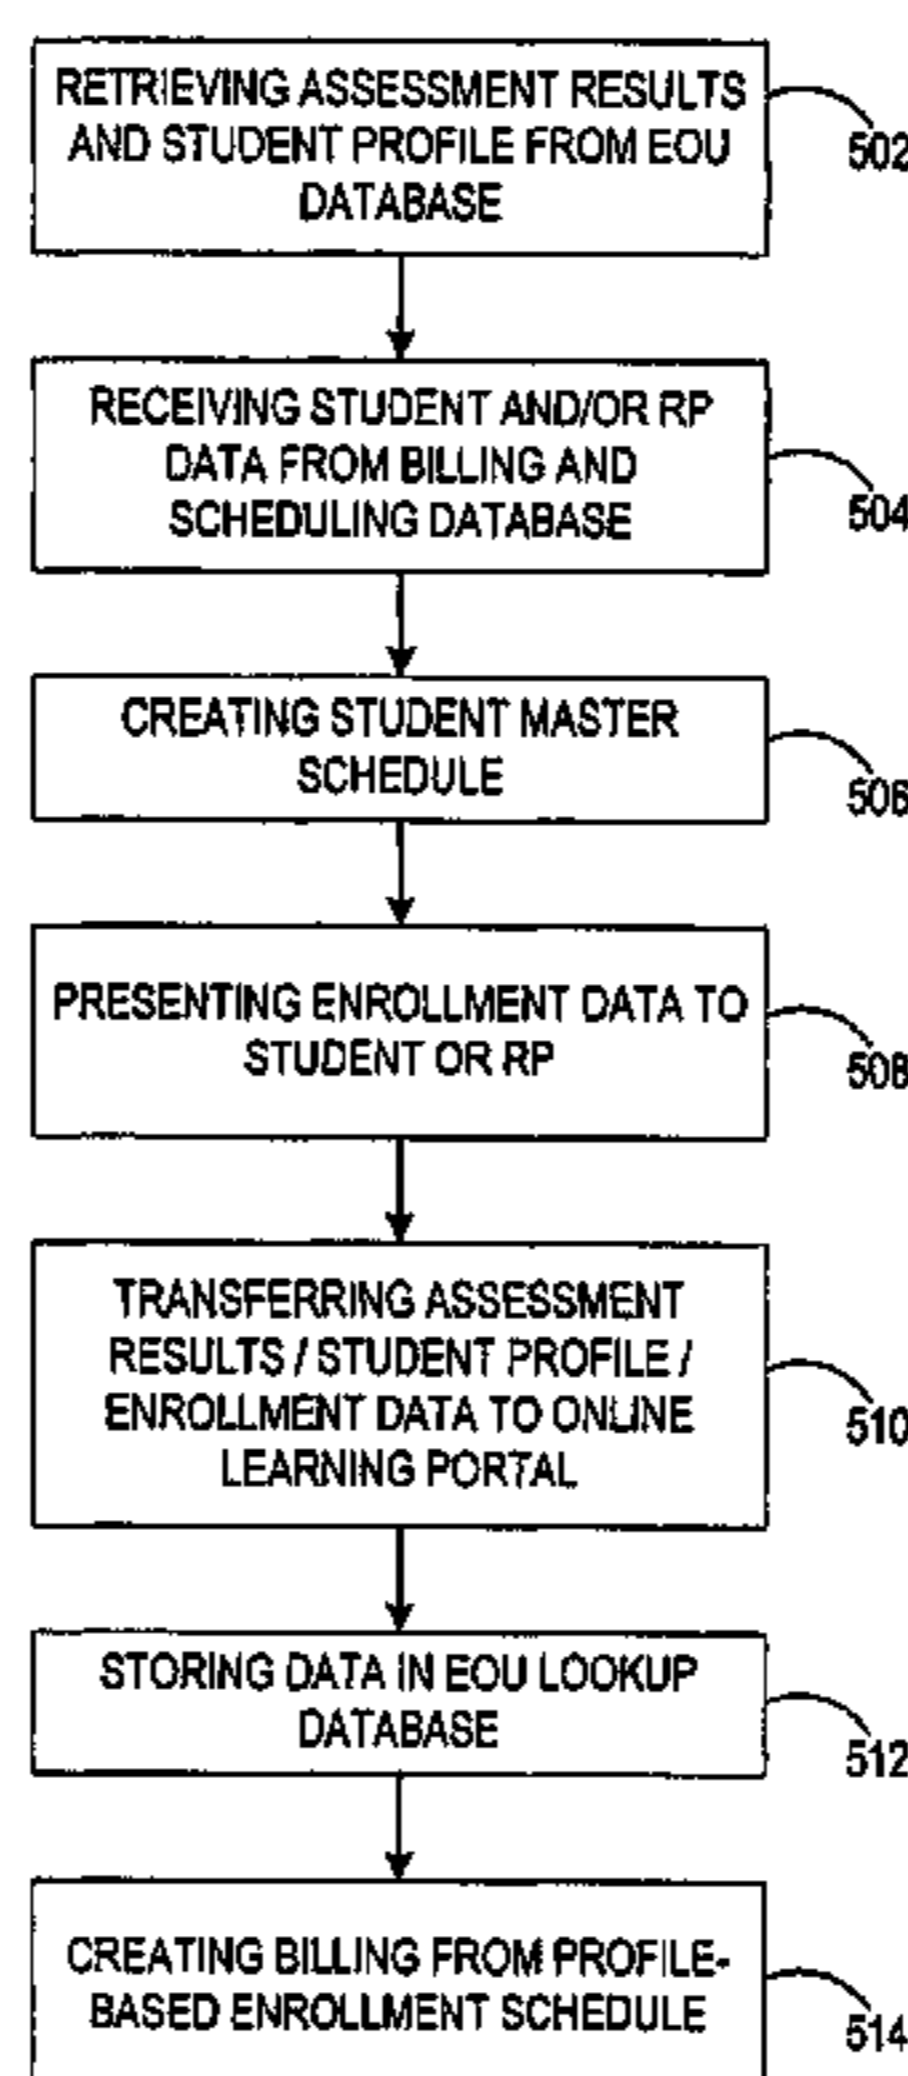 RETRIEVING ASSESSMENT RESULTS
AND STUDENT PROFILE FROM EOU
DATABASE
502
RECEIVING STUDENT AND/OR RP
DATA FROM BILLING AND
SCHEDULING DATABASE
504
CREATING STUDENT MASTER
SCHEDULE
506
PRESENTING ENROLLMENT DATA TO
STUDENT OR RP
508
TRANSFERRING ASSESSMENT
RESULTS / STUDENT PROFILE /
ENROLLMENT DATA TO ONLINE
LEARNING PORTAL
510
STORING DATA IN EOU LOOKUP
DATABASE
512
CREATING BILLING FROM PROFILE-
BASED ENROLLMENT SCHEDULE
514